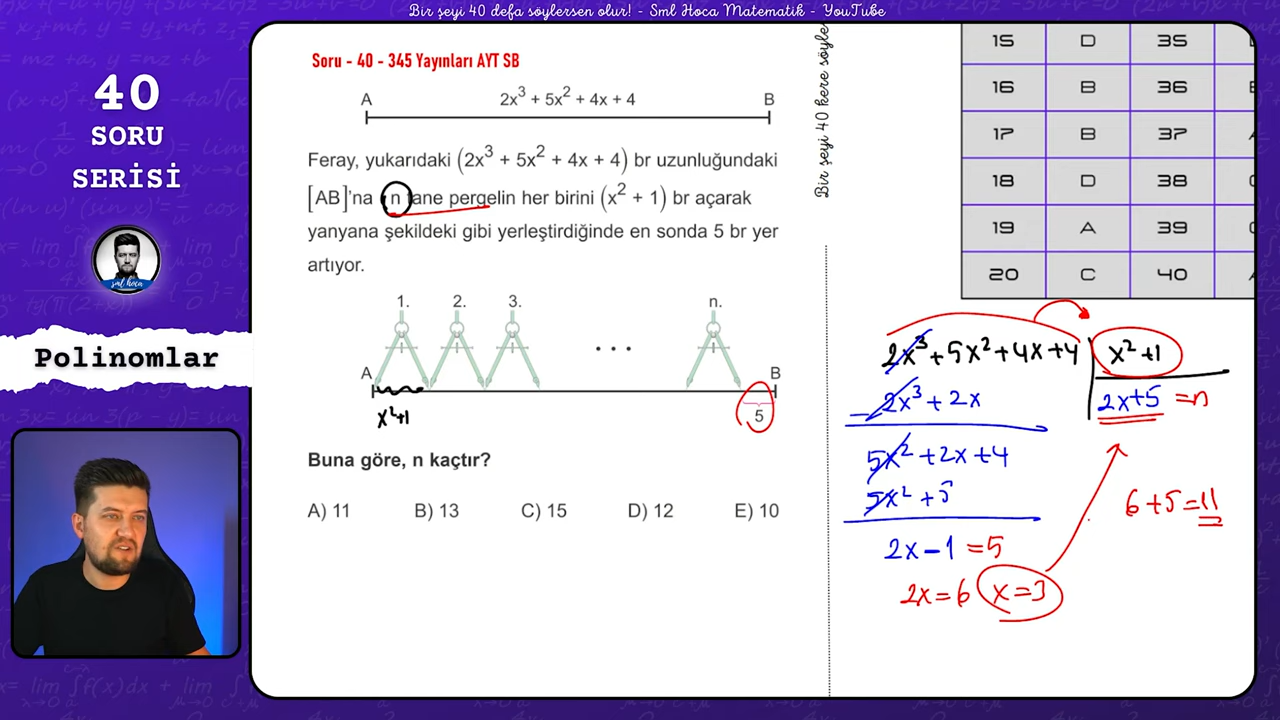 Bir şeyi 40 defa söylersen olur! - Sml Hoca Matematik - YouTube
40
SORU
SERİSİ
sml hoca
Polinomlar
Soru - 40 - 345 Yayınları AYT SB
A 2x³ + 5x² + 4x + 4 B
Feray, yukarıdaki (2x³ + 5x² + 4x + 4) br uzunluğundaki
[AB]'na n tane pergelin her birini (x² + 1) br açarak
yanyana şekildeki gibi yerleştirdiğinde en sonda 5 br yer
artıyor.
1. 2. 3. n.
...
A B
x²+1 5
Buna göre, n kaçtır?
A) 11 B) 13 C) 15 D) 12 E) 10
Bir şeyi 40 kere söyle
15 D 35
16 B 36
17 B 37
18 D 38
19 A 39
20 C 40
2x³+5x²+4x+4 x²+1
-2x³+2x 2x+5 =n
5x²+2x+4
5x²+5
6+5=11
2x-1=5
2x=6 x=3